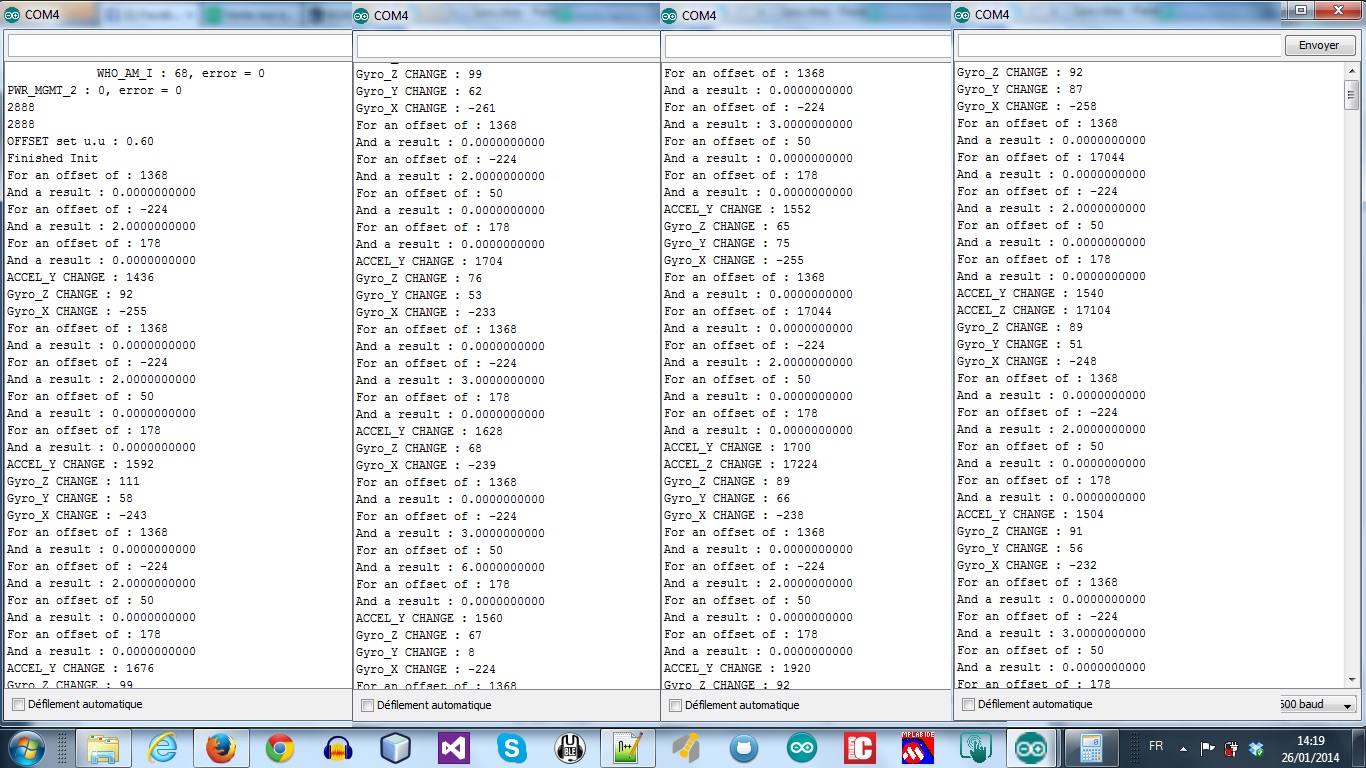 COM4
WHO_AM_I : 68, error = 0
PWR_MGMT_2 : 0, error = 0
2888
2888
OFFSET set u.u : 0.60
Finished Init
For an offset of : 1368
And a result : 0.0000000000
For an offset of : -224
And a result : 2.0000000000
For an offset of : 178
And a result : 0.0000000000
ACCEL_Y CHANGE : 1436
Gyro_Z CHANGE : 92
Gyro_X CHANGE : -255
For an offset of : 1368
And a result : 0.0000000000
For an offset of : -224
And a result : 2.0000000000
For an offset of : 50
And a result : 0.0000000000
For an offset of : 178
And a result : 0.0000000000
ACCEL_Y CHANGE : 1592
Gyro_Z CHANGE : 111
Gyro_Y CHANGE : 58
Gyro_X CHANGE : -243
For an offset of : 1368
And a result : 0.0000000000
For an offset of : -224
And a result : 2.0000000000
For an offset of : 50
And a result : 0.0000000000
For an offset of : 178
And a result : 0.0000000000
ACCEL_Y CHANGE : 1676
Gyro_Z CHANGE : 99
Défilement automatique
COM4
Gyro_Z CHANGE : 99
Gyro_Y CHANGE : 62
Gyro_X CHANGE : -261
For an offset of : 1368
And a result : 0.0000000000
For an offset of : -224
And a result : 2.0000000000
For an offset of : 50
And a result : 0.0000000000
For an offset of : 178
And a result : 0.0000000000
ACCEL_Y CHANGE : 1704
Gyro_Z CHANGE : 76
Gyro_Y CHANGE : 53
Gyro_X CHANGE : -233
For an offset of : 1368
And a result : 0.0000000000
For an offset of : -224
And a result : 3.0000000000
For an offset of : 178
And a result : 0.0000000000
ACCEL_Y CHANGE : 1628
Gyro_Z CHANGE : 68
Gyro_X CHANGE : -239
For an offset of : 1368
And a result : 0.0000000000
For an offset of : -224
And a result : 3.0000000000
For an offset of : 50
And a result : 6.0000000000
For an offset of : 178
And a result : 0.0000000000
ACCEL_Y CHANGE : 1560
Gyro_Z CHANGE : 67
Gyro_Y CHANGE : 8
Gyro_X CHANGE : -224
For an offset of : 1368
Défilement automatique
COM4
For an offset of : 1368
And a result : 0.0000000000
For an offset of : -224
And a result : 3.0000000000
For an offset of : 50
And a result : 0.0000000000
For an offset of : 178
And a result : 0.0000000000
ACCEL_Y CHANGE : 1552
Gyro_Z CHANGE : 65
Gyro_Y CHANGE : 75
Gyro_X CHANGE : -255
For an offset of : 1368
And a result : 0.0000000000
For an offset of : 17044
And a result : 0.0000000000
For an offset of : -224
And a result : 2.0000000000
For an offset of : 50
And a result : 0.0000000000
For an offset of : 178
And a result : 0.0000000000
ACCEL_Y CHANGE : 1700
ACCEL_Z CHANGE : 17224
Gyro_Z CHANGE : 89
Gyro_Y CHANGE : 66
Gyro_X CHANGE : -238
For an offset of : 1368
And a result : 0.0000000000
For an offset of : -224
And a result : 2.0000000000
For an offset of : 50
And a result : 0.0000000000
For an offset of : 178
And a result : 0.0000000000
ACCEL_Y CHANGE : 1920
Gyro_Z CHANGE : 92
Défilement automatique
COM4
Envoyer
Gyro_Z CHANGE : 92
Gyro_Y CHANGE : 87
Gyro_X CHANGE : -258
For an offset of : 1368
And a result : 0.0000000000
For an offset of : 17044
And a result : 0.0000000000
For an offset of : -224
And a result : 2.0000000000
For an offset of : 50
And a result : 0.0000000000
For an offset of : 178
And a result : 0.0000000000
ACCEL_Y CHANGE : 1540
ACCEL_Z CHANGE : 17104
Gyro_Z CHANGE : 89
Gyro_Y CHANGE : 51
Gyro_X CHANGE : -248
For an offset of : 1368
And a result : 0.0000000000
For an offset of : -224
And a result : 2.0000000000
For an offset of : 50
And a result : 0.0000000000
For an offset of : 178
And a result : 0.0000000000
ACCEL_Y CHANGE : 1504
Gyro_Z CHANGE : 91
Gyro_Y CHANGE : 56
Gyro_X CHANGE : -232
For an offset of : 1368
And a result : 0.0000000000
For an offset of : -224
And a result : 3.0000000000
For an offset of : 50
And a result : 0.0000000000
For an offset of : 178
Défilement automatique
baud
MPLAB IDE
FR
14:19
26/01/2014